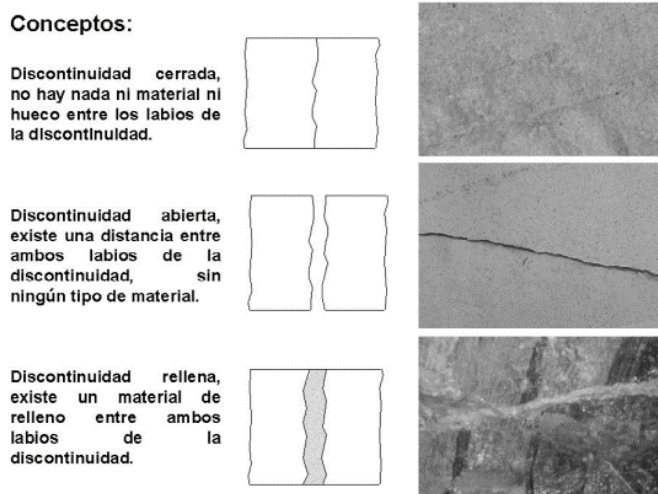 Conceptos:
Discontinuidad cerrada,
no hay nada ni material ni
hueco entre los labios de
la discontinuidad.
Discontinuidad abierta,
existe una distancia entre
ambos labios de la
discontinuidad, sin
ningún tipo de material.
Discontinuidad rellena,
existe un material de
relleno entre ambos
labios de la
discontinuidad.